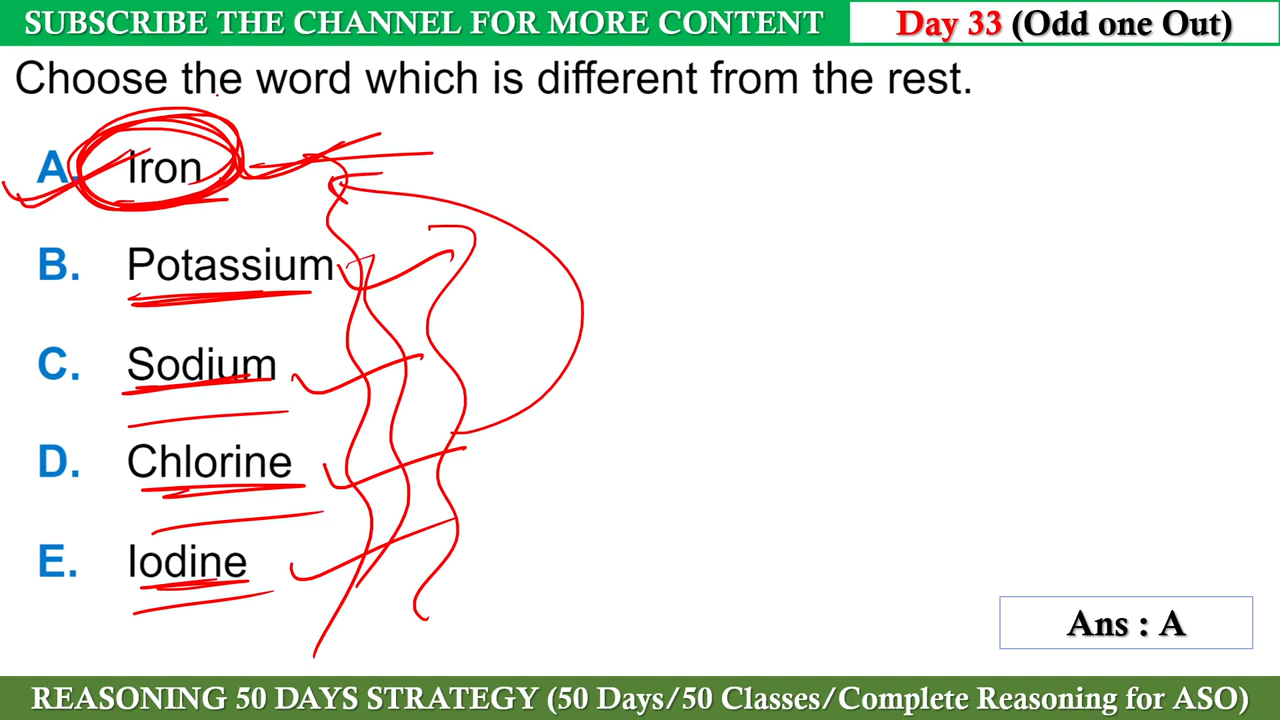 SUBSCRIBE THE CHANNEL FOR MORE CONTENT
Day 33 (Odd one Out)
Choose the word which is different from the rest.
A. Iron
B. Potassium
C. Sodium
D. Chlorine
E. Iodine
Ans : A
REASONING 50 DAYS STRATEGY (50 Days/50 Classes/Complete Reasoning for ASO)